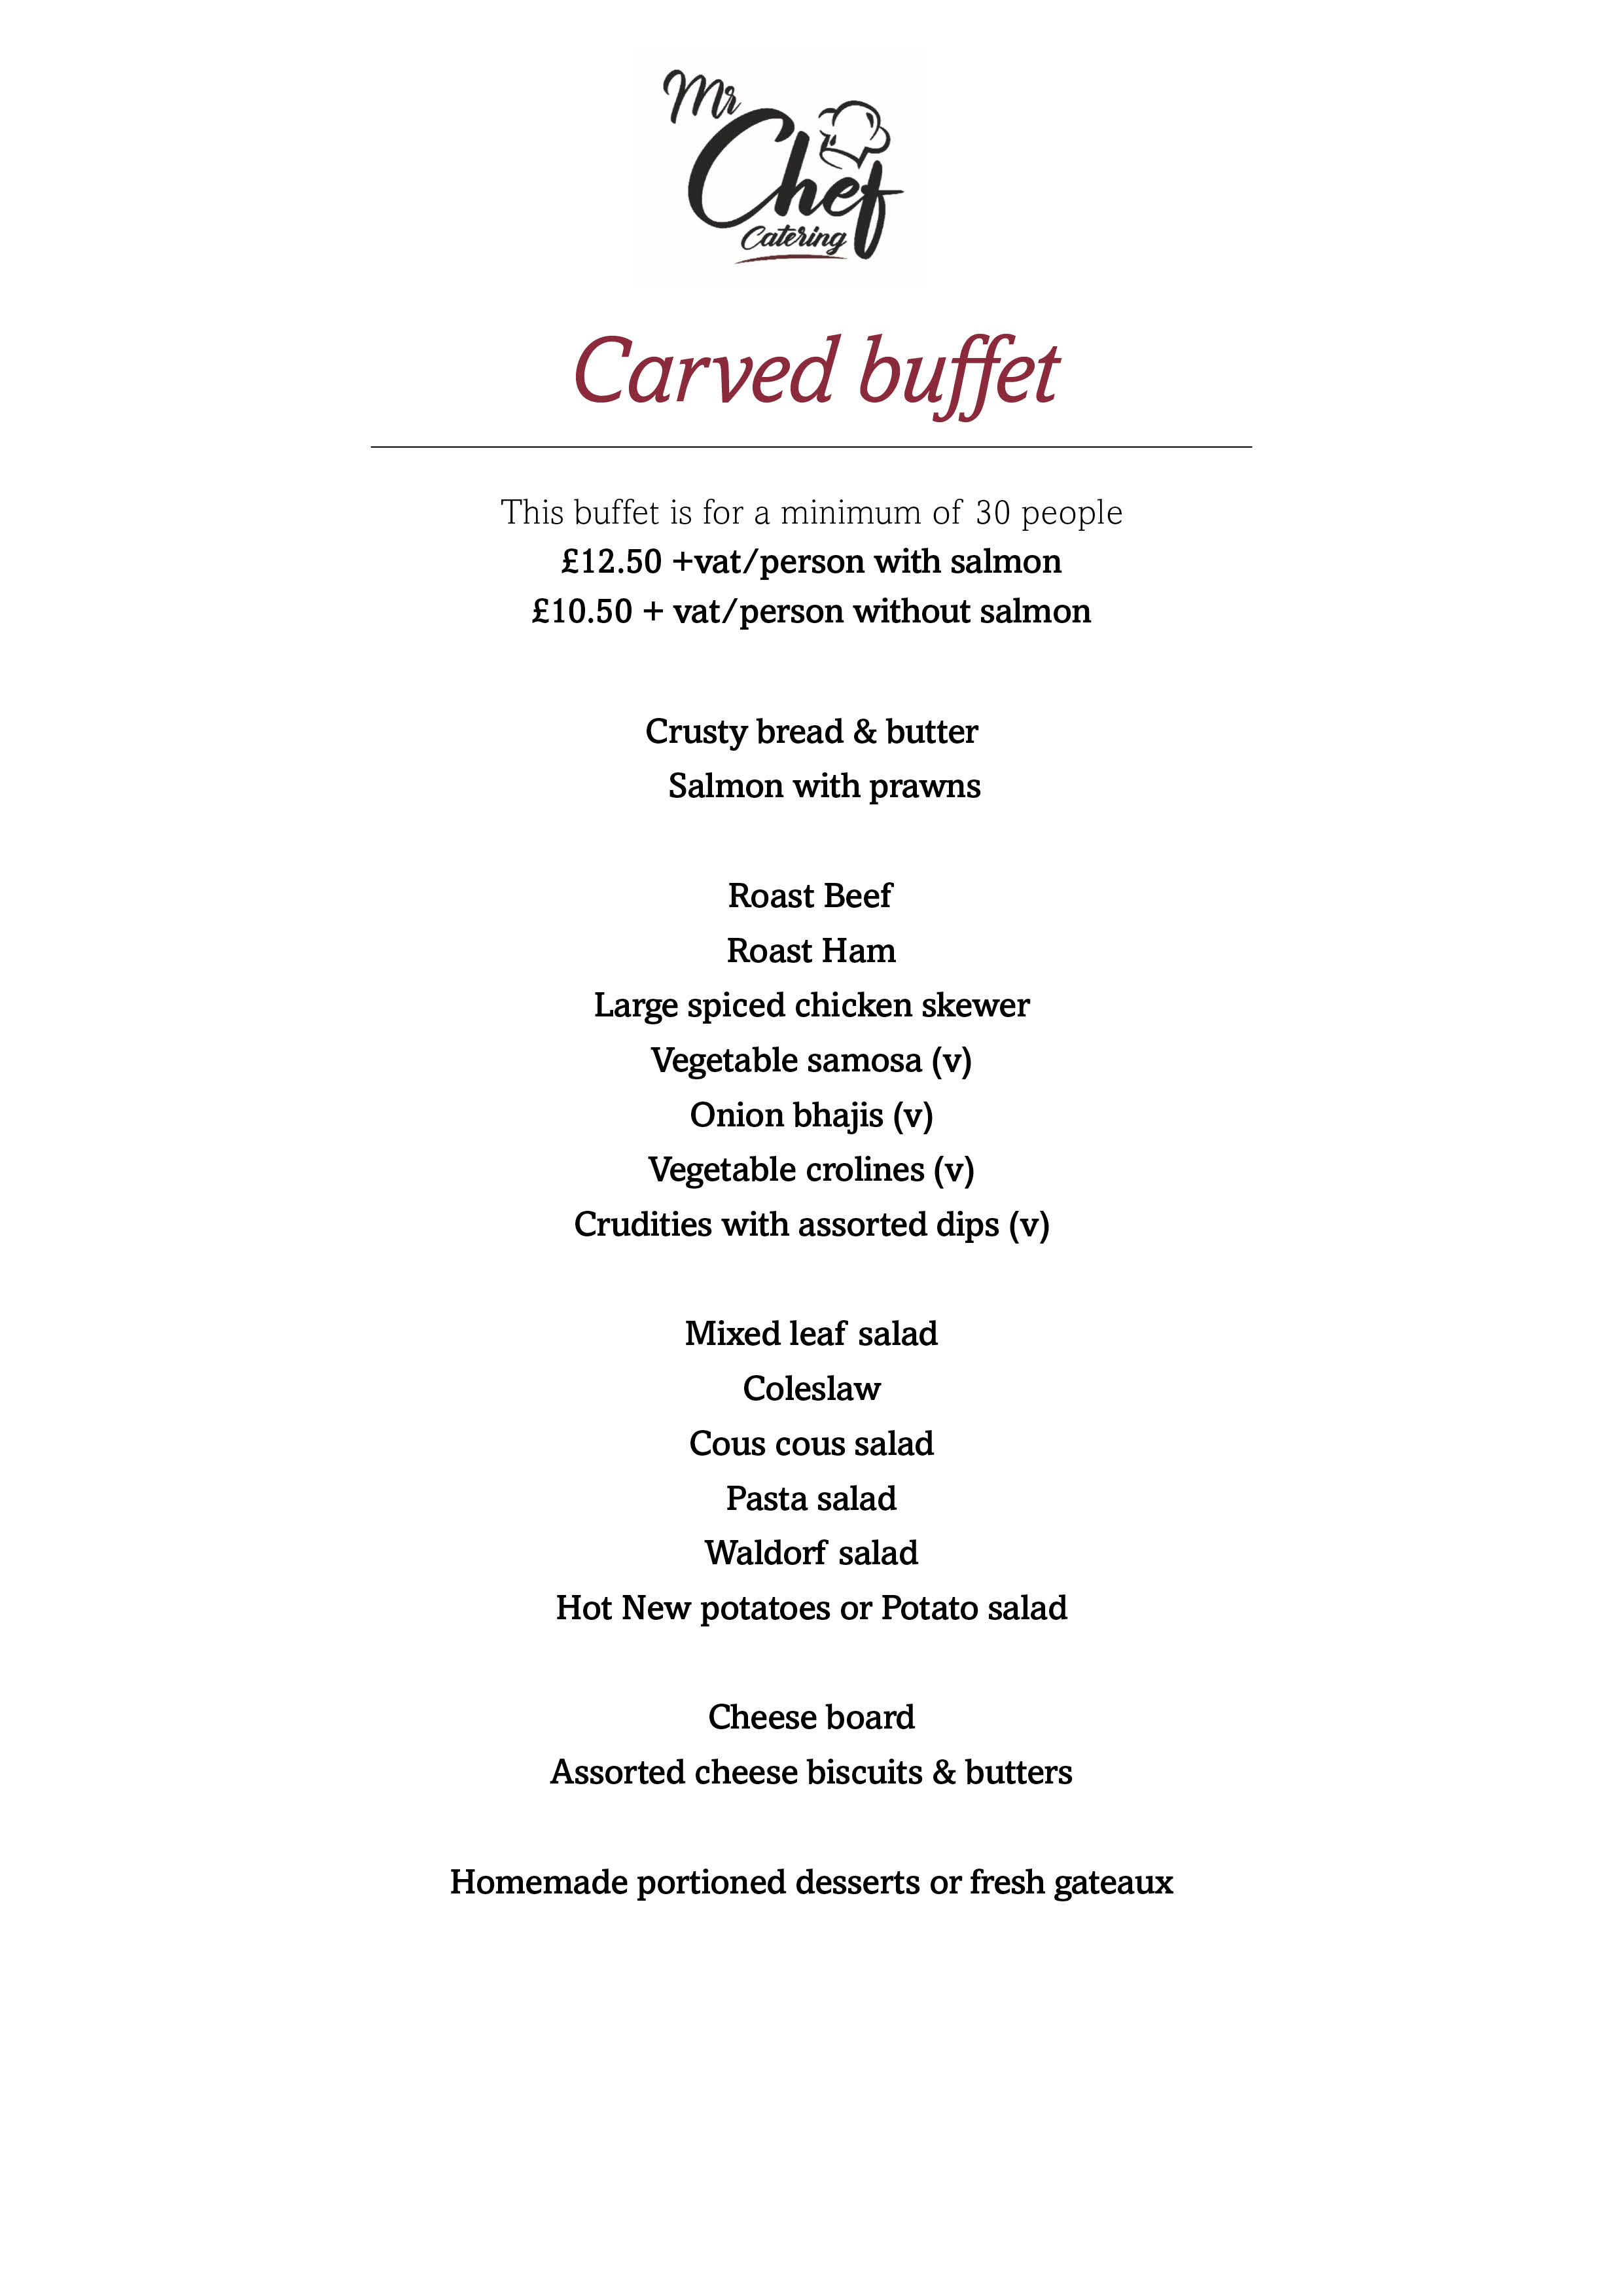 Mr
Chef
Catering
Carved buffet
This buffet is for a minimum of 30 people
£12.50 +vat/person with salmon
£10.50 + vat/person without salmon
Crusty bread & butter
Salmon with prawns
Roast Beef
Roast Ham
Large spiced chicken skewer
Vegetable samosa (v)
Onion bhajis (v)
Vegetable crolines (v)
Crudities with assorted dips (v)
Mixed leaf salad
Coleslaw
Cous cous salad
Pasta salad
Waldorf salad
Hot New potatoes or Potato salad
Cheese board
Assorted cheese biscuits & butters
Homemade portioned desserts or fresh gateaux